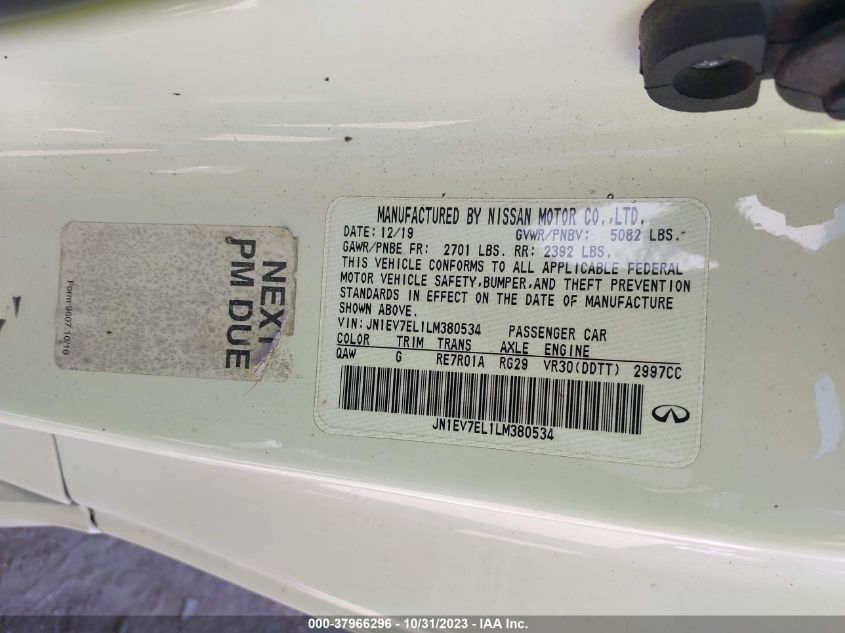 NEXT
PM DUE
Form:9607 10/16
MANUFACTURED BY NISSAN MOTOR CO.,LTD.
DATE: 12/19 GVWR/PNBV: 5082 LBS.
GAWR/PNBE FR: 2701 LBS. RR: 2392 LBS.
THIS VEHICLE CONFORMS TO ALL APPLICABLE FEDERAL
MOTOR VEHICLE SAFETY,BUMPER,AND THEFT PREVENTION
STANDARDS IN EFFECT ON THE DATE OF MANUFACTURE
SHOWN ABOVE.
VIN: JN1EV7EL1LM380534 PASSENGER CAR
COLOR TRIM TRANS AXLE ENGINE
QAW G RE7R01A RG29 VR30(DDTT) 2997CC
JN1EV7EL1LM380534
000-37966296 - 10/31/2023 - IAAI.com